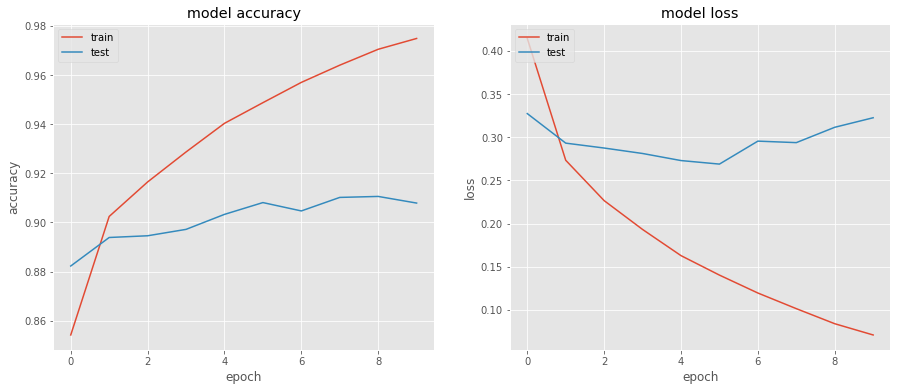 model accuracy
train
test
0.98
0.96
0.94
0.92
0.90
0.88
0.86
accuracy
0
2
4
6
8
epoch
model loss
train
test
0.40
0.35
0.30
0.25
0.20
0.15
0.10
loss
0
2
4
6
8
epoch